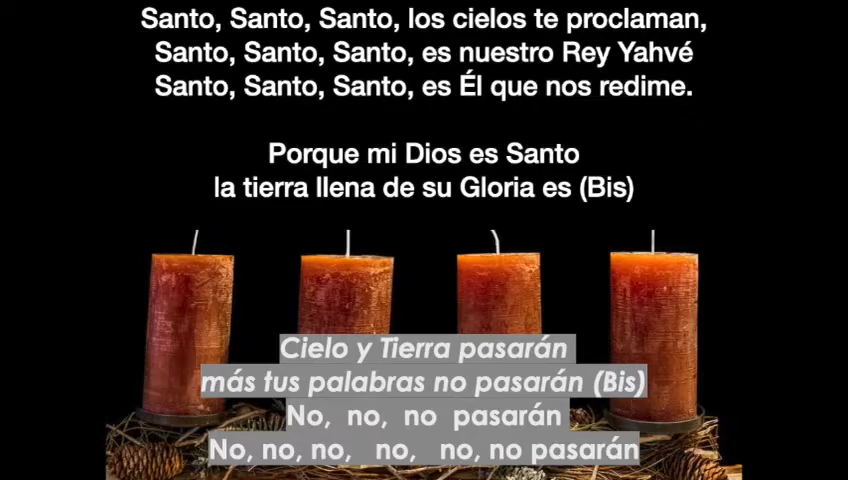 Santo, Santo, Santo, los cielos te proclaman,
Santo, Santo, Santo, es nuestro Rey Yahvé
Santo, Santo, Santo, es Él que nos redime.
Porque mi Dios es Santo
la tierra llena de su Gloria es (Bis)
Cielo y Tierra pasarán
más tus palabras no pasarán (Bis)
No, no, no pasarán
No, no, no, no, no, no pasarán